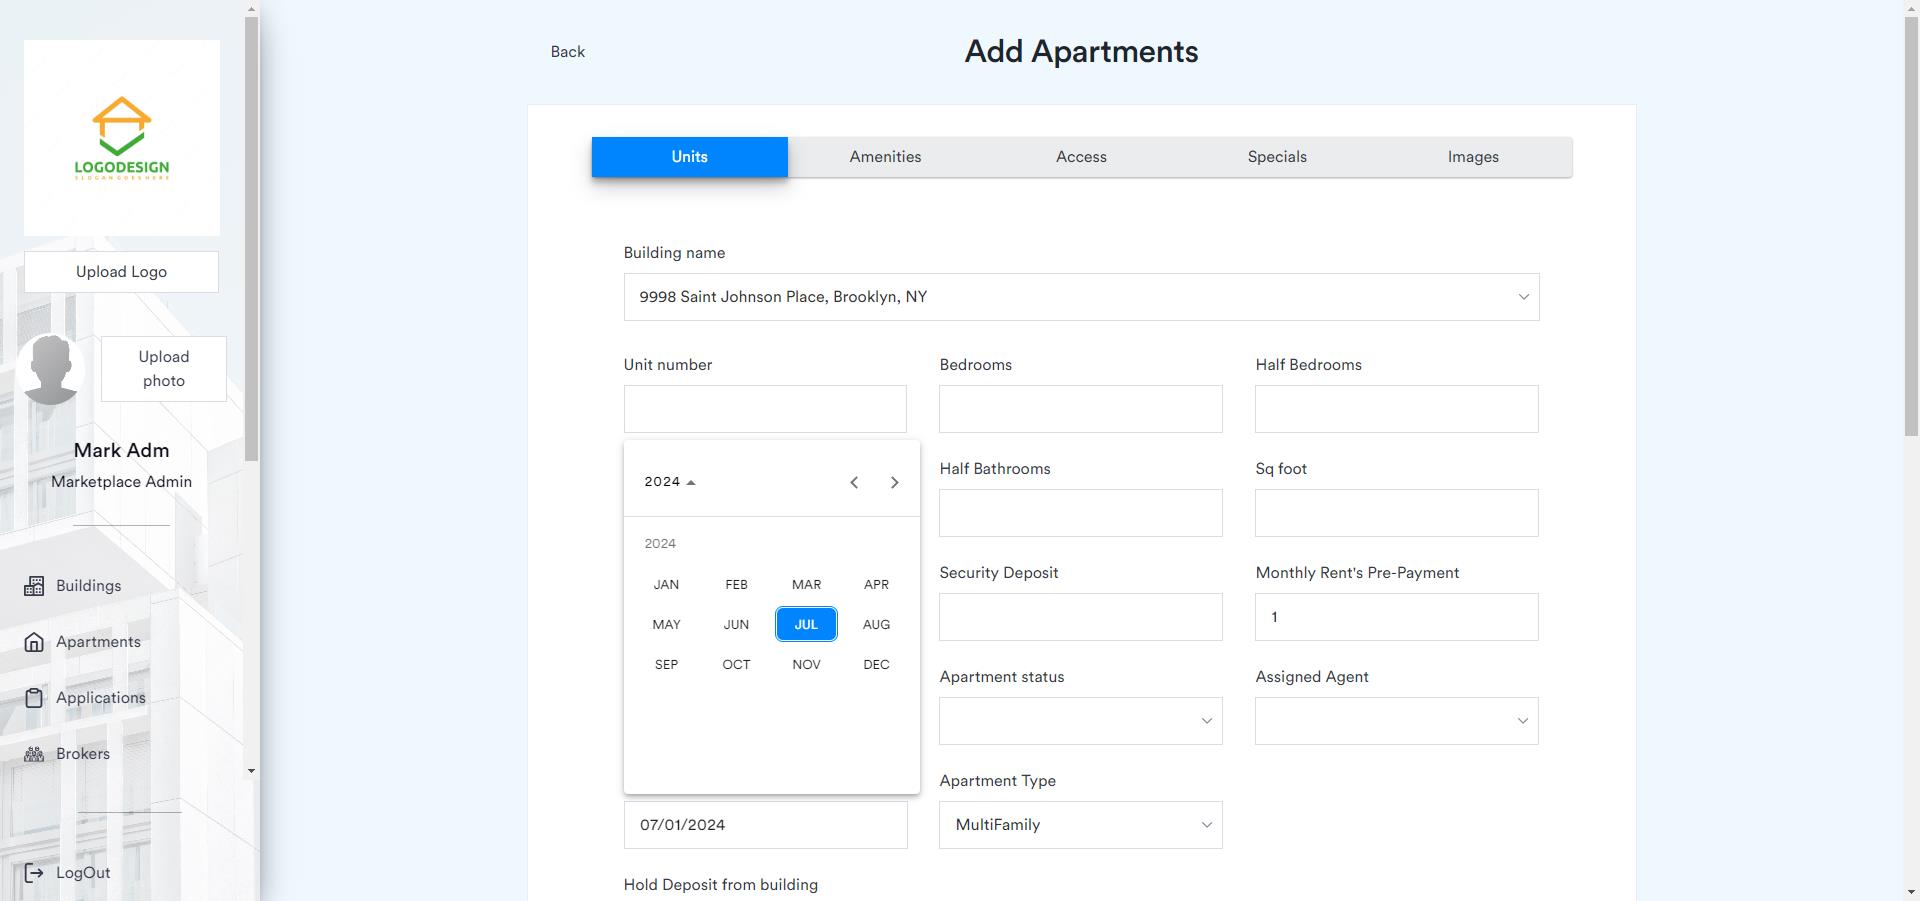 LOGODESIGN
SLOGAN GOES HERE
Upload Logo
Upload
photo
Mark Adm
Marketplace Admin
Buildings
Apartments
Applications
Brokers
LogOut
Back
Add Apartments
Units
Amenities
Access
Specials
Images
Building name
9998 Saint Johnson Place, Brooklyn, NY
Unit number
Bedrooms
Half Bedrooms
2024
2024
JAN FEB MAR APR
MAY JUN JUL AUG
SEP OCT NOV DEC
Half Bathrooms
Sq foot
Security Deposit
Monthly Rent's Pre-Payment
1
Apartment status
Assigned Agent
Apartment Type
07/01/2024
MultiFamily
Hold Deposit from building